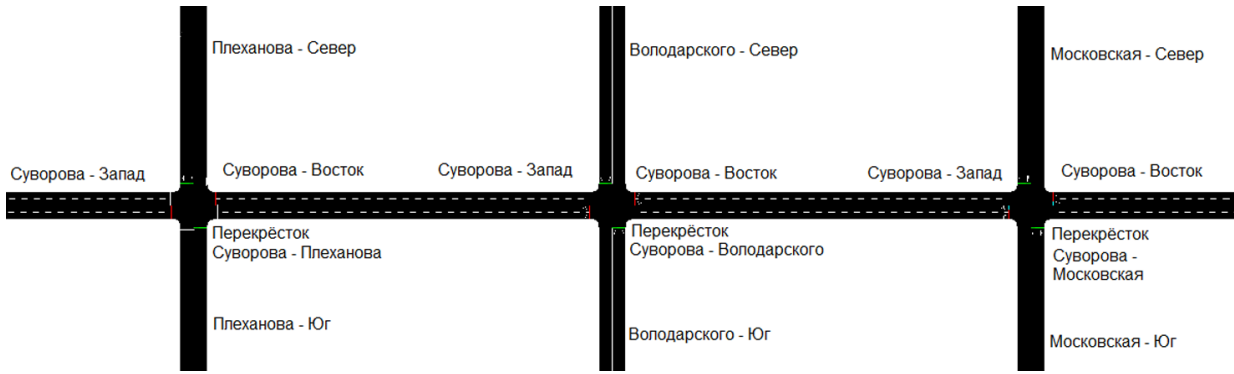 Плеханова - Север
Володарского - Север
Московская - Север
Суворова - Запад
Суворова - Восток
Суворова - Запад
Суворова - Восток
Суворова - Запад
Суворова - Восток
Перекрёсток
Суворова - Плеханова
Перекрёсток
Суворова - Володарского
Перекрёсток
Суворова -
Московская
Плеханова - Юг
Володарского - Юг
Московская - Юг